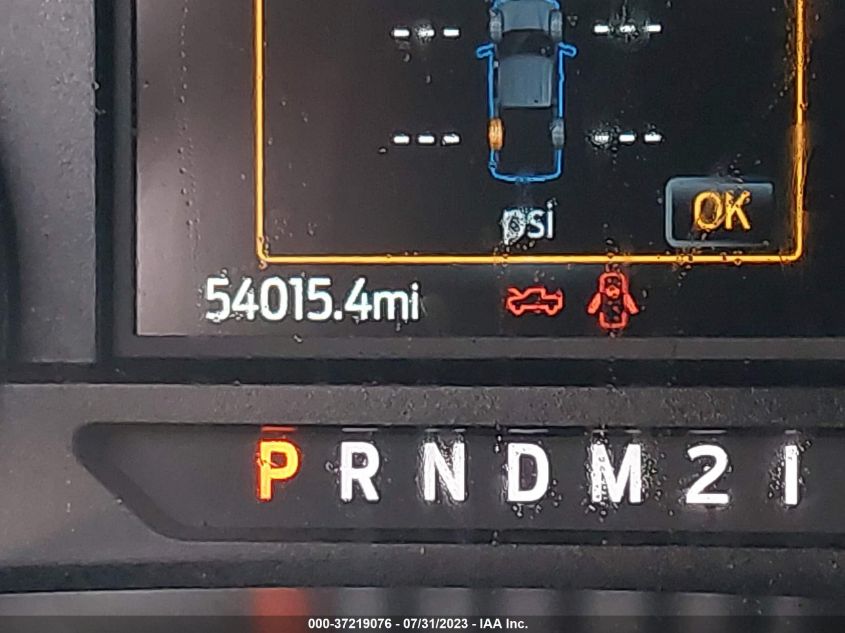 --- ---
--- ---
psi OK
54015.4mi
P R N D M 2 1
000-37219076 - 07/31/2023 - IAA Inc.